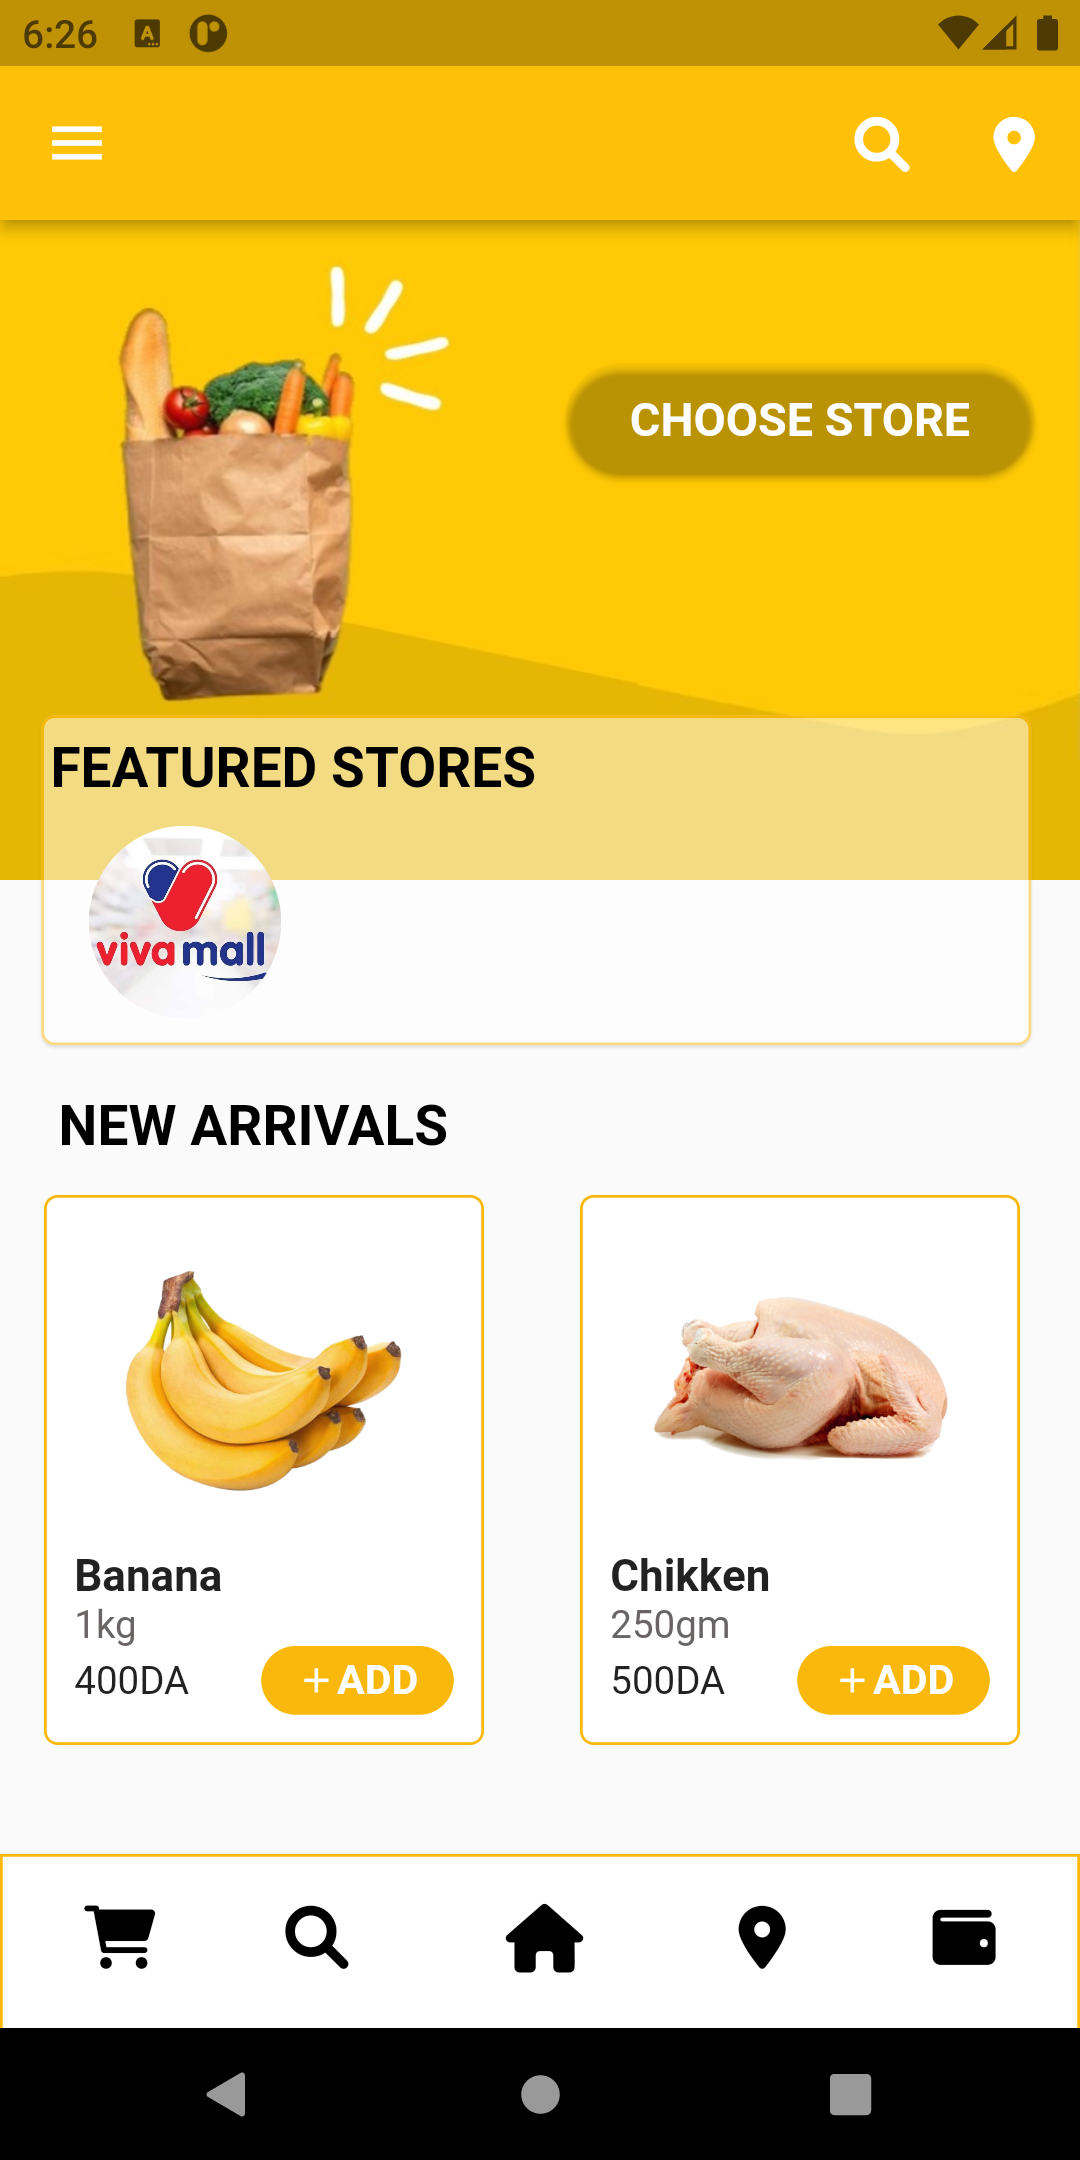 6:26
CHOOSE STORE
FEATURED STORES
viva mall
NEW ARRIVALS
Banana
1kg
400DA
+ADD
Chikken
250gm
500DA
+ADD